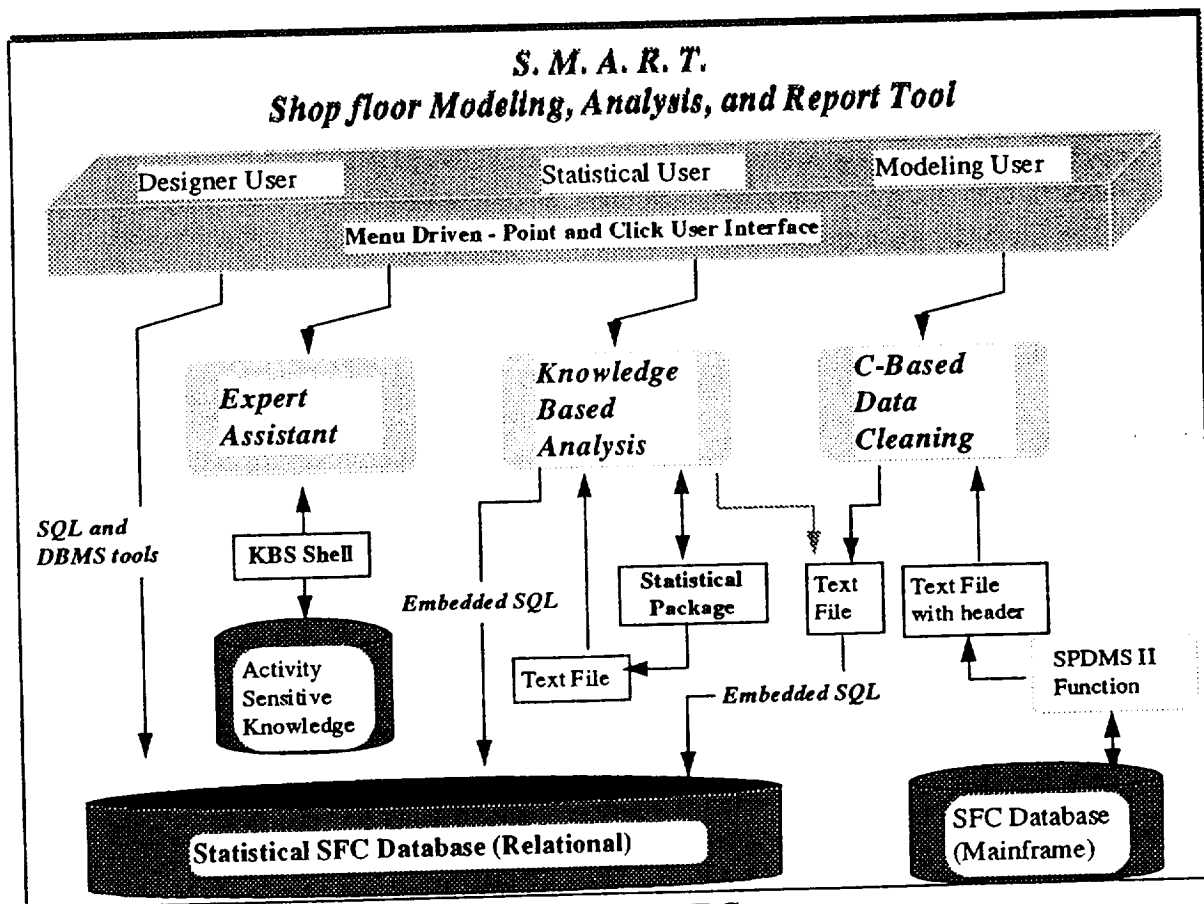 S. M. A. R. T.
Shop floor Modeling, Analysis, and Report Tool
Designer User
Statistical User
Modeling User
Menu Driven - Point and Click User Interface
Expert
Assistant
Knowledge
Based
Analysis
C-Based
Data
Cleaning
SQL and
DBMS tools
KBS Shell
Embedded SQL
Statistical
Package
Text
File
Text File
with header
Activity
Sensitive
Knowledge
Text File
Embedded SQL
SPDMS II
Function
Statistical SFC Database (Relational)
SFC Database
(Mainframe)